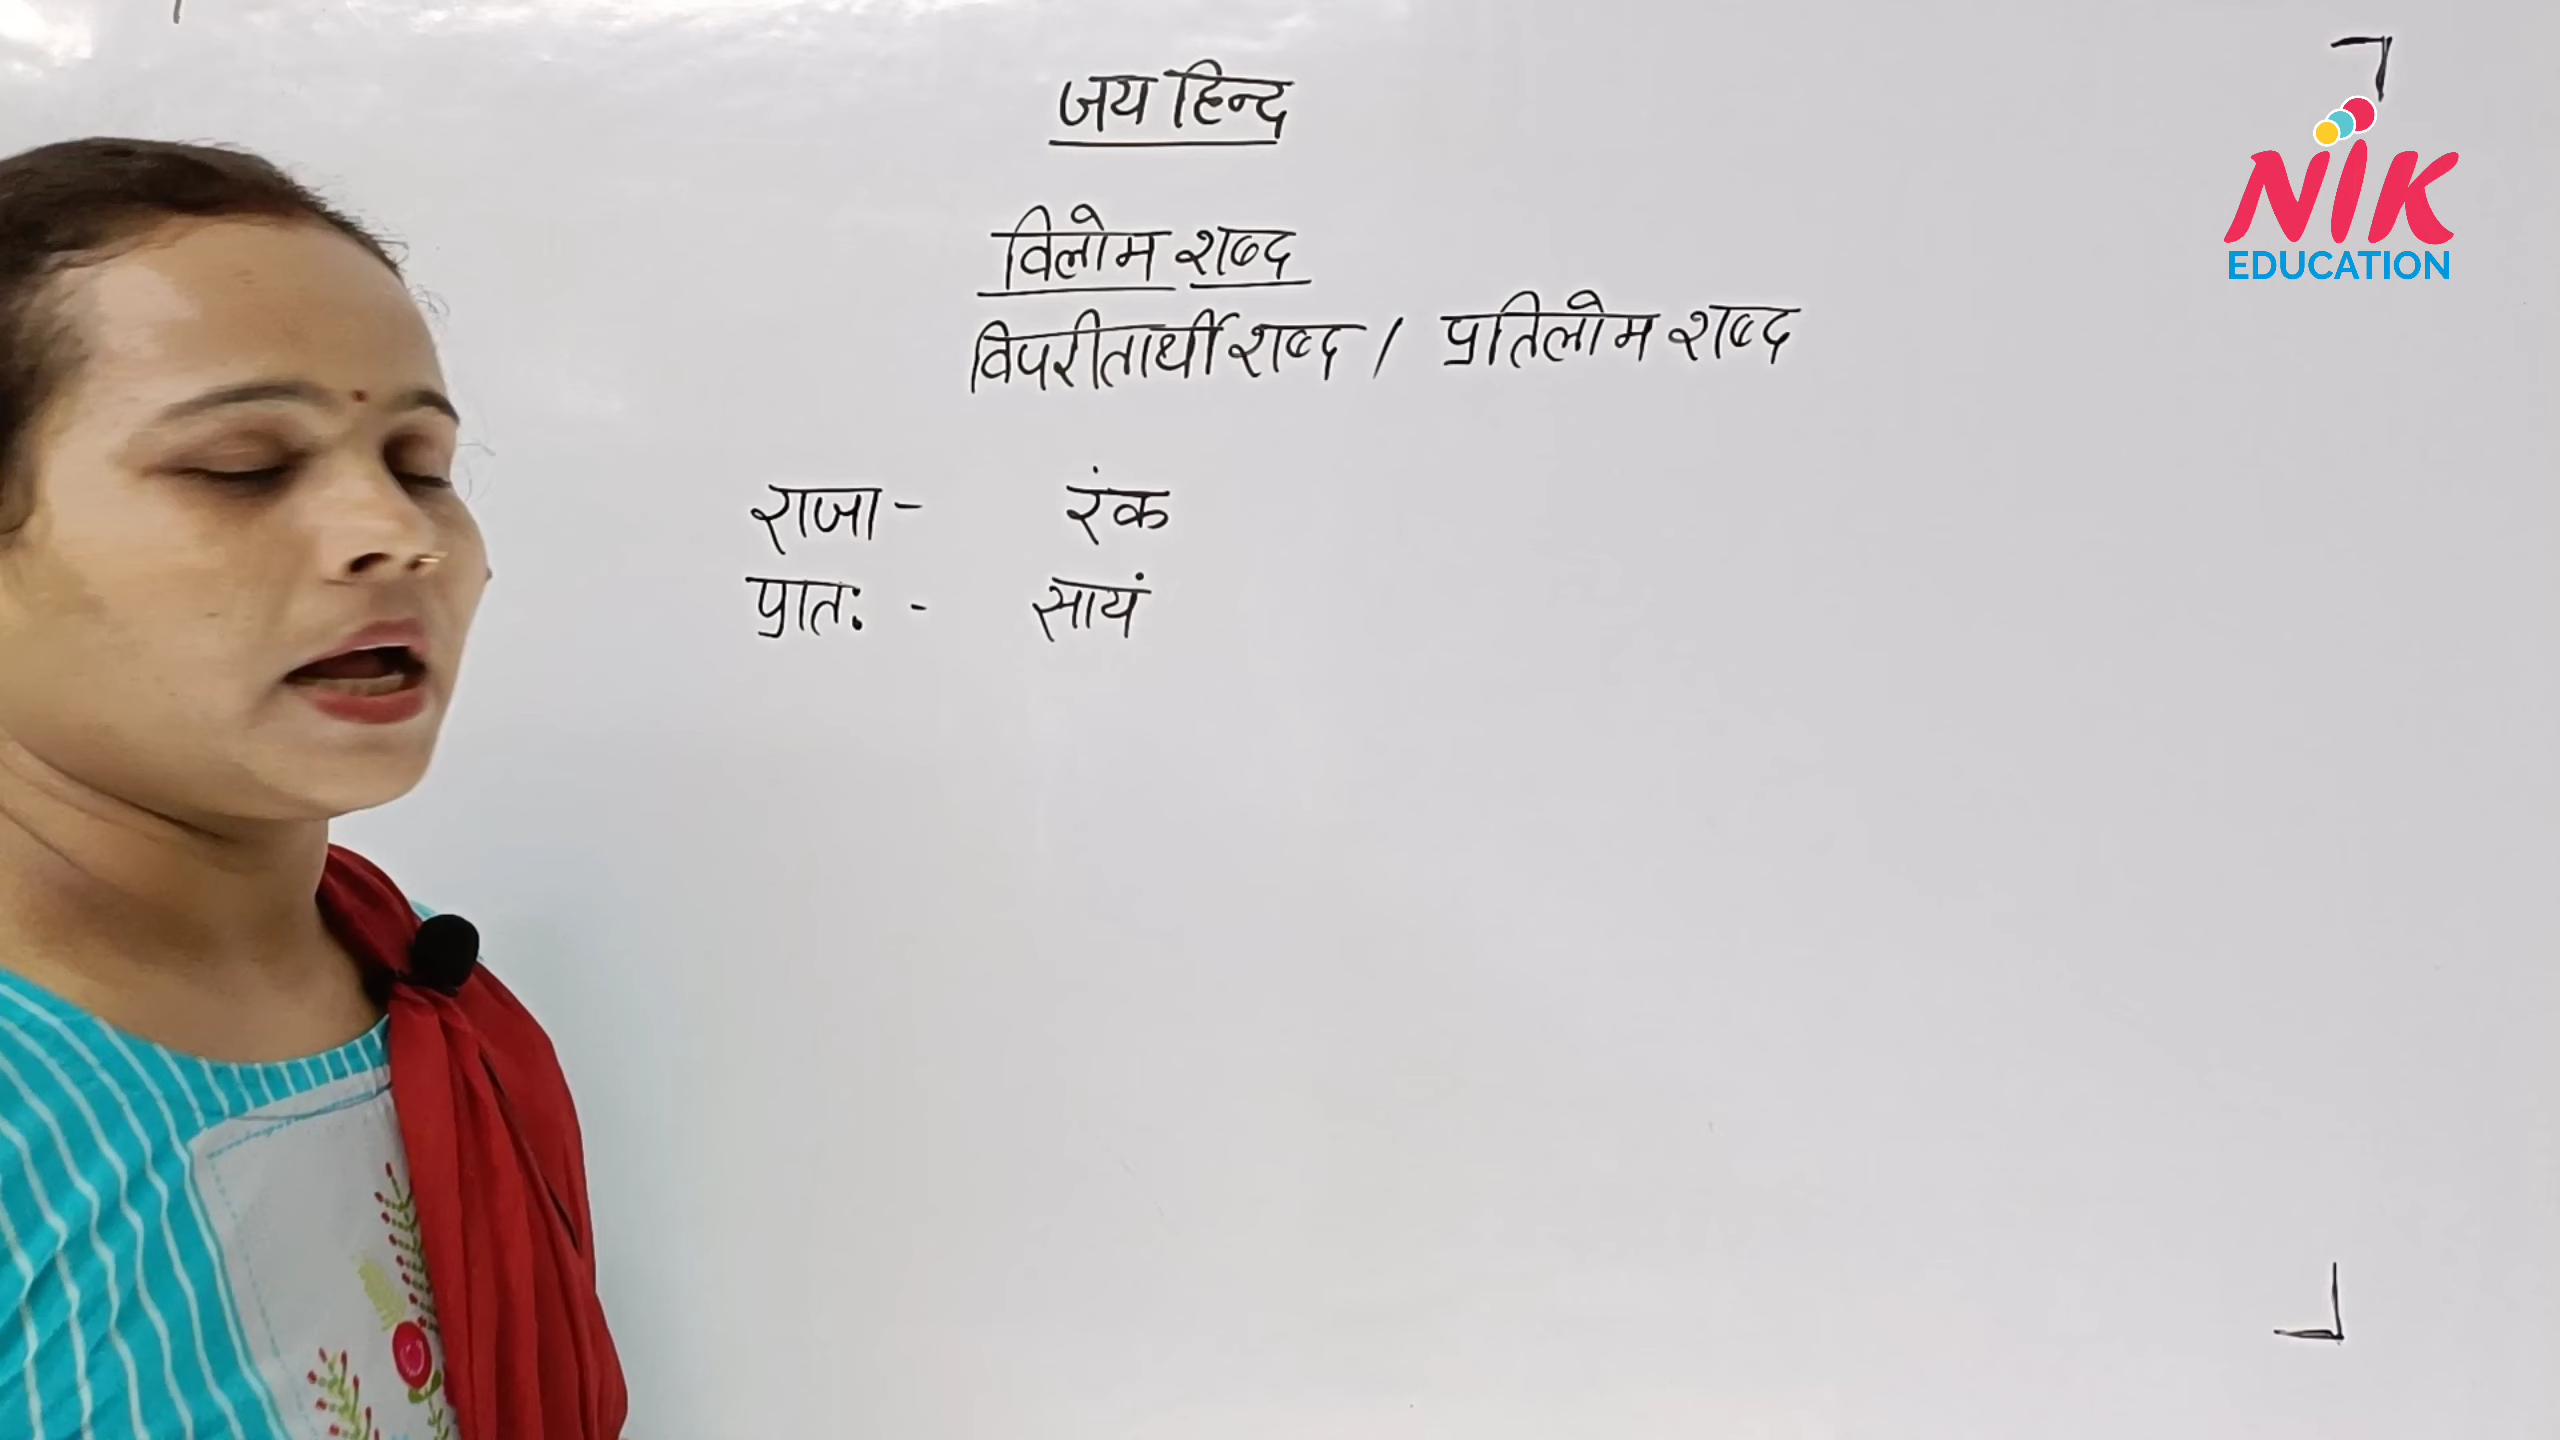 जय हिन्द
NIK
EDUCATION
विलोम शब्द
विपरीतार्थी शब्द / प्रतिलोम शब्द
राजा - रंक
प्रातः - सायं